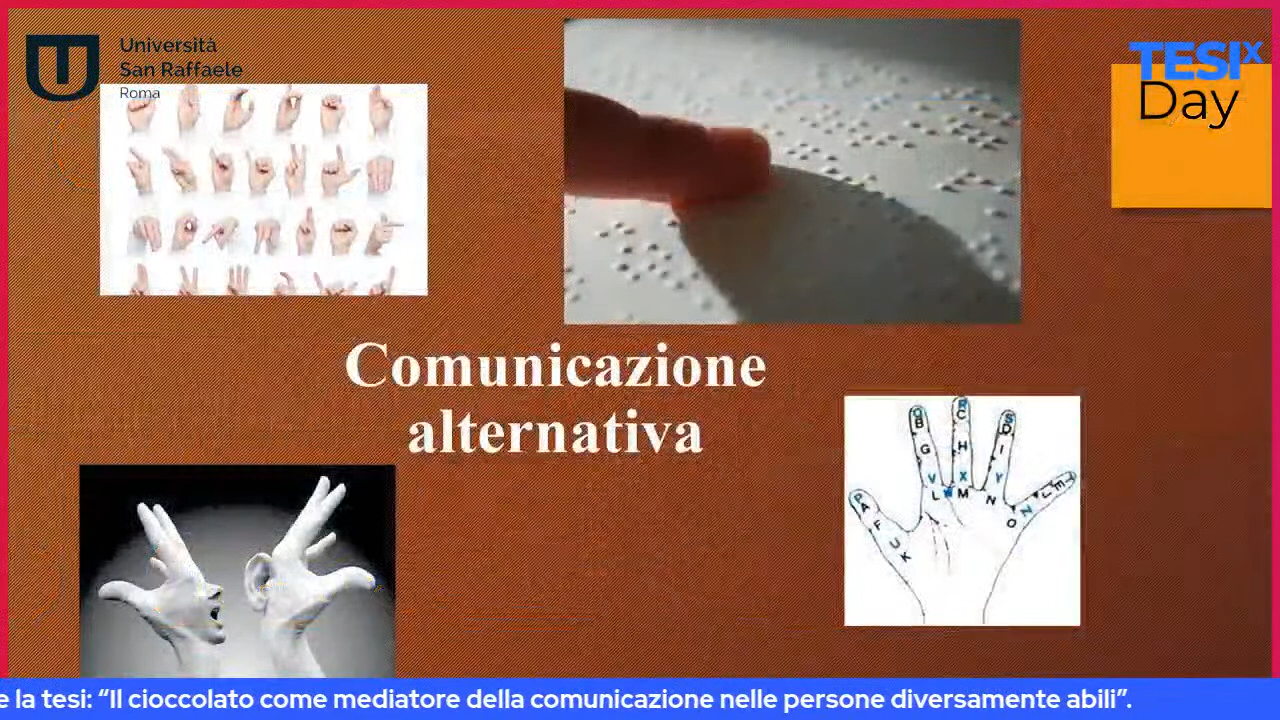 Università
San Raffaele
Roma
TESIX
Day
Comunicazione
alternativa
B
C
D
G
H
I
V
X
Y
L
M
N
P
A
F
U
K
O
Z
L
E
e la tesi: “Il cioccolato come mediatore della comunicazione nelle persone diversamente abili”.